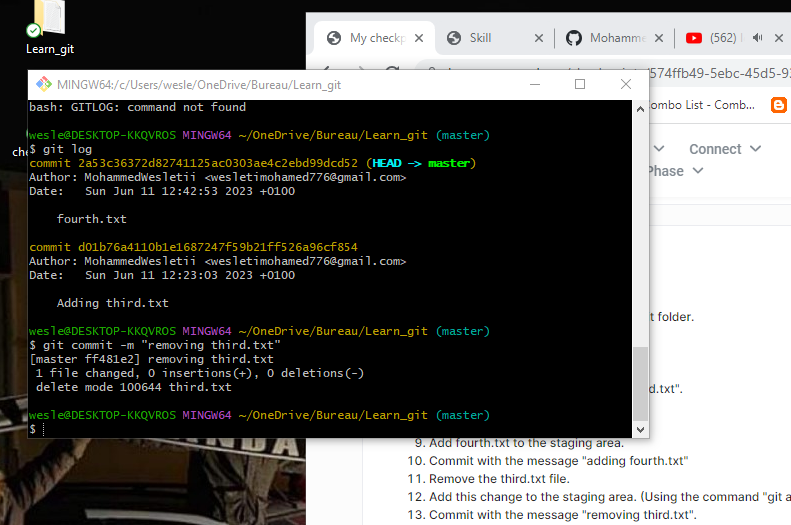 Learn_git
My checkp
Skill
Mohamme
(562)
574ffb49-5ebc-45d5-92
ombo List - Comb...
Connect
Phase
MINGW64:/c/Users/wesle/OneDrive/Bureau/Learn_git
bash: GITLOG: command not found
wesle@DESKTOP-KKQVROS MINGW64 ~/OneDrive/Bureau/Learn_git (master)
$ git log
commit 2a53c36372d82741125ac0303ae4c2ebd99dcd52 (HEAD -> master)
Author: MohammedWesletii <wesletimohamed776@gmail.com>
Date:   Sun Jun 11 12:42:53 2023 +0100
fourth.txt
commit d01b76a4110b1e1687247f59b21ff526a96cf854
Author: MohammedWesletii <wesletimohamed776@gmail.com>
Date:   Sun Jun 11 12:23:03 2023 +0100
Adding third.txt
wesle@DESKTOP-KKQVROS MINGW64 ~/OneDrive/Bureau/Learn_git (master)
$ git commit -m "removing third.txt"
[master ff481e2] removing third.txt
1 file changed, 0 insertions(+), 0 deletions(-)
delete mode 100644 third.txt
wesle@DESKTOP-KKQVROS MINGW64 ~/OneDrive/Bureau/Learn_git (master)
$
t folder.
d.txt".
9. Add fourth.txt to the staging area.
10. Commit with the message "adding fourth.txt"
11. Remove the third.txt file.
12. Add this change to the staging area. (Using the command "git a
13. Commit with the message "removing third.txt".